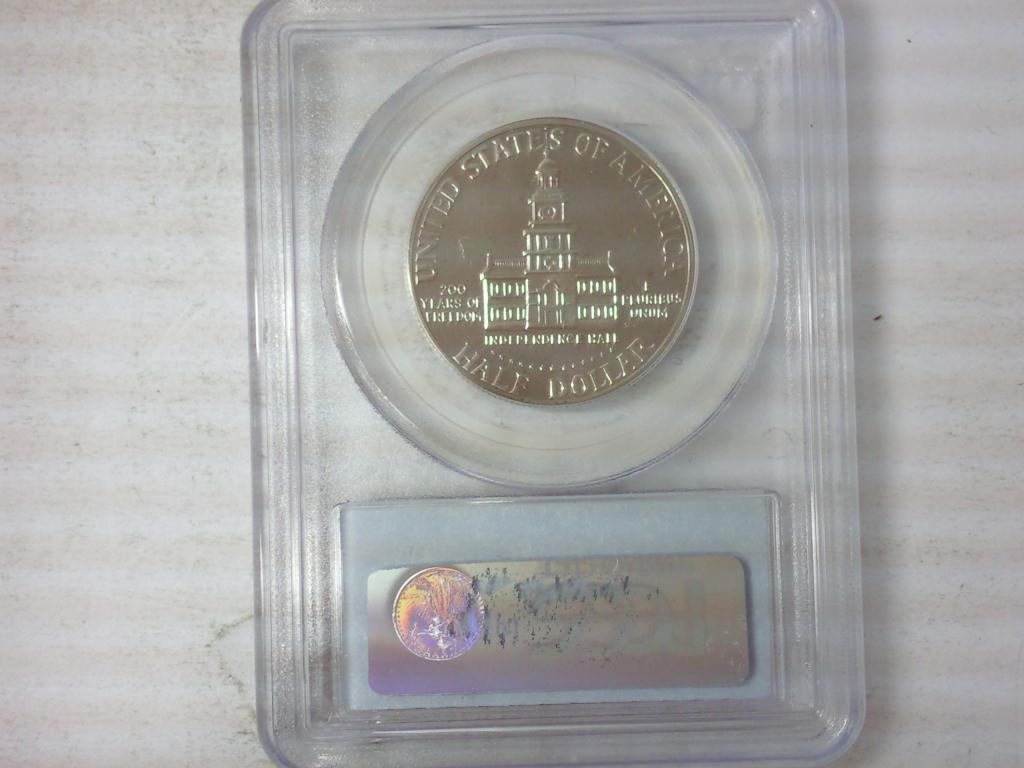 UNITED STATES OF AMERICA
200
YEARS OF
FREEDOM
E
PLURIBUS
UNUM
INDEPENDENCE HALL
HALF DOLLAR